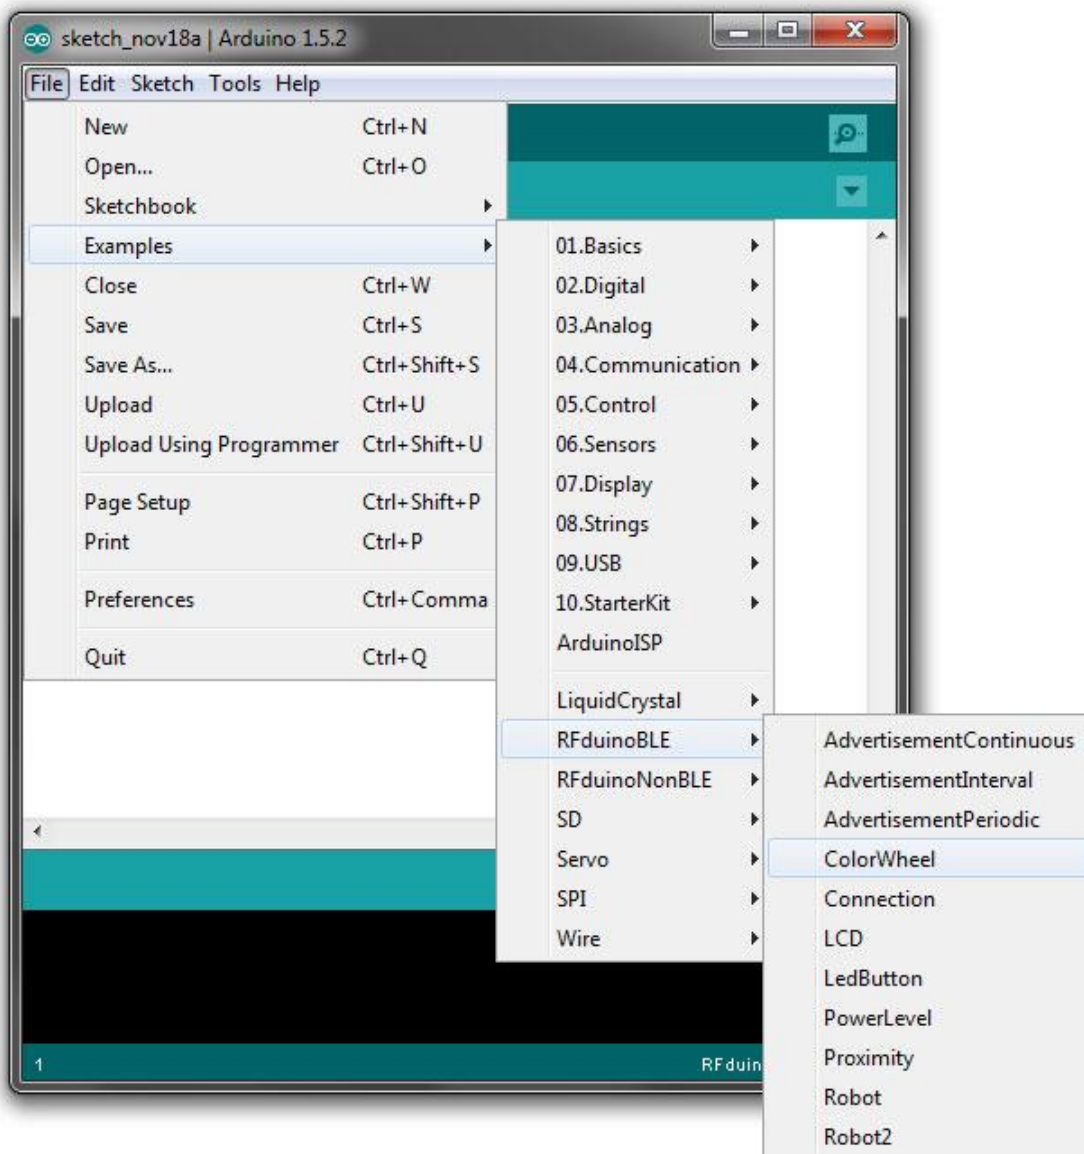 sketch_nov18a | Arduino 1.5.2
File Edit Sketch Tools Help
New Ctrl+N
Open... Ctrl+O
Sketchbook
Examples
Close Ctrl+W
Save Ctrl+S
Save As... Ctrl+Shift+S
Upload Ctrl+U
Upload Using Programmer Ctrl+Shift+U
Page Setup Ctrl+Shift+P
Print Ctrl+P
Preferences Ctrl+Comma
Quit Ctrl+Q
01.Basics
02.Digital
03.Analog
04.Communication
05.Control
06.Sensors
07.Display
08.Strings
09.USB
10.StarterKit
ArduinoISP
LiquidCrystal
RFduinoBLE
RFduinoNonBLE
SD
Servo
SPI
Wire
AdvertisementContinuous
AdvertisementInterval
AdvertisementPeriodic
ColorWheel
Connection
LCD
LedButton
PowerLevel
Proximity
Robot
Robot2
1 RFduin